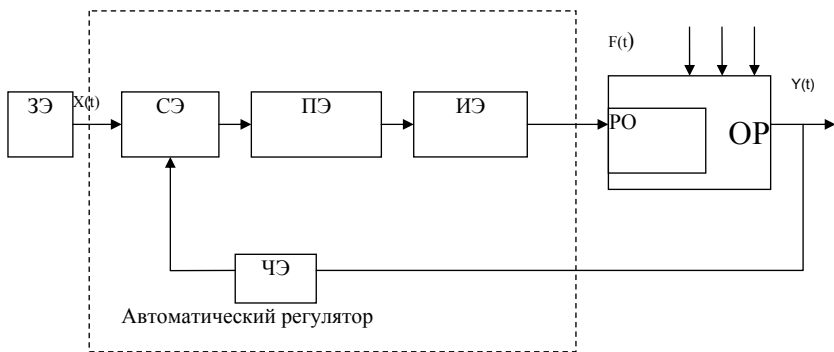 F(t)
Y(t)
ЗЭ
X(t)
СЭ
ПЭ
ИЭ
РО
ОР
ЧЭ
Автоматический регулятор